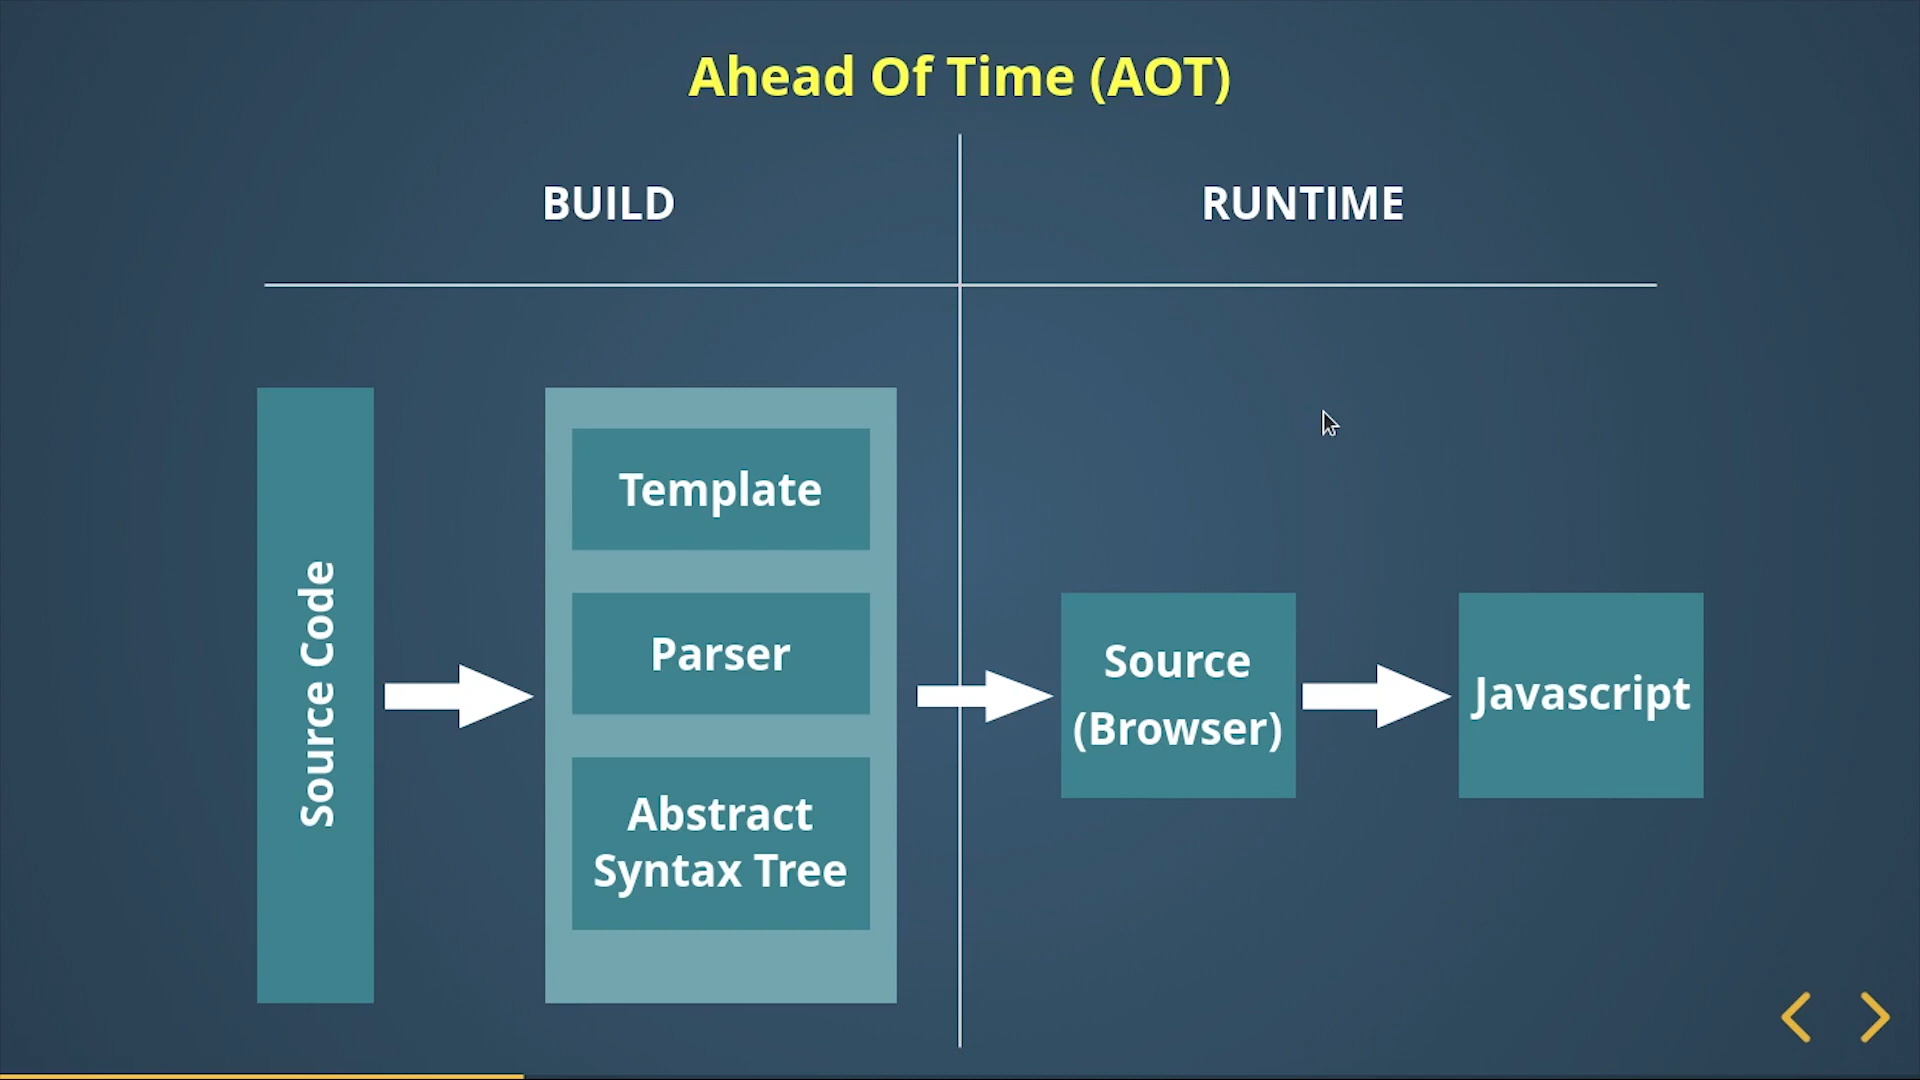 Ahead Of Time (AOT)
BUILD
RUNTIME
Source Code
Template
Parser
Abstract
Syntax Tree
Source
(Browser)
Javascript